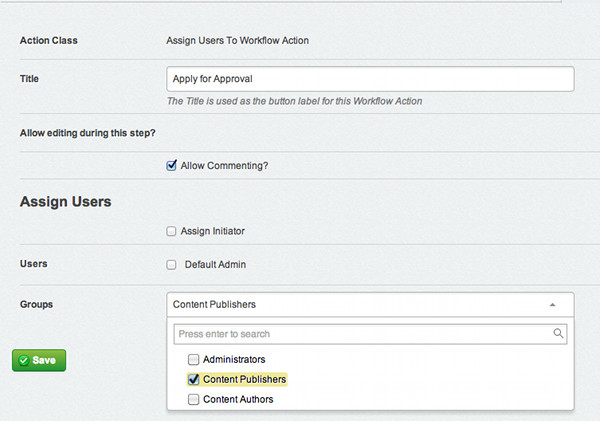 Action Class Assign Users To Workflow Action
Title Apply for Approval
The Title is used as the button label for this Workflow Action
Allow editing during this step?
Allow Commenting?
Assign Users
Assign Initiator
Users Default Admin
Groups Content Publishers
Press enter to search
Administrators
Save
Content Publishers
Content Authors